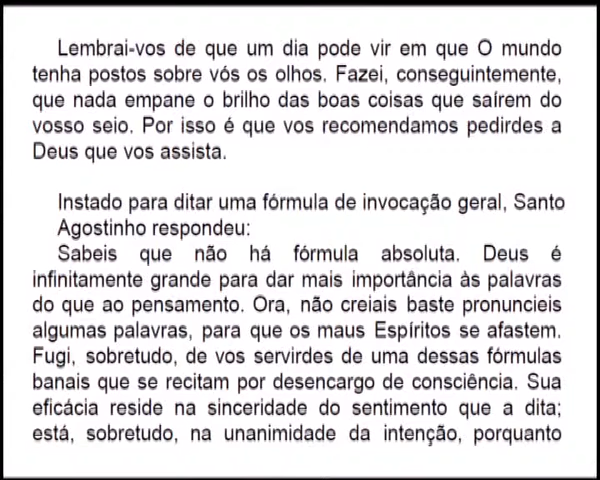 Lembrai-vos de que um dia pode vir em que O mundo
tenha postos sobre vós os olhos. Fazei, conseguintemente,
que nada empane o brilho das boas coisas que saírem do
vosso seio. Por isso é que vos recomendamos pedirdes a
Deus que vos assista.
Instado para ditar uma fórmula de invocação geral, Santo
Agostinho respondeu:
Sabeis que não há fórmula absoluta. Deus é
infinitamente grande para dar mais importância às palavras
do que ao pensamento. Ora, não creiais baste pronuncieis
algumas palavras, para que os maus Espíritos se afastem.
Fugi, sobretudo, de vos servirdes de uma dessas fórmulas
banais que se recitam por desencargo de consciência. Sua
eficácia reside na sinceridade do sentimento que a dita;
está, sobretudo, na unanimidade da intenção, porquanto